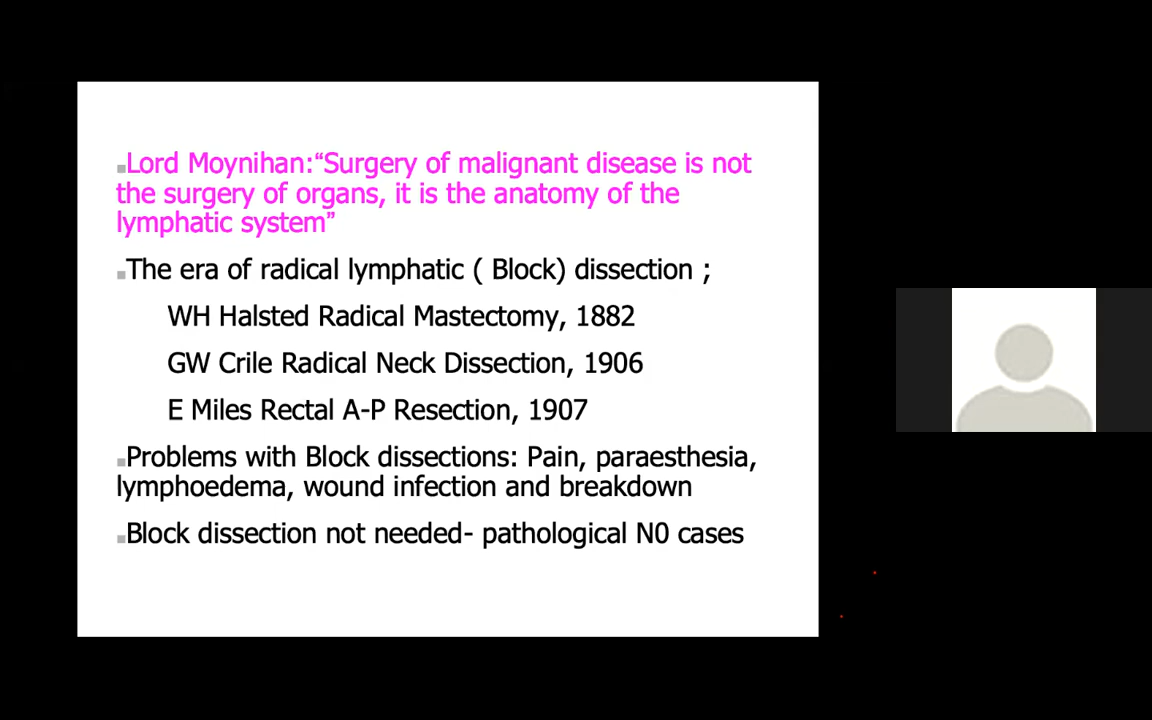 Lord Moynihan:“Surgery of malignant disease is not
the surgery of organs, it is the anatomy of the
lymphatic system”
The era of radical lymphatic ( Block) dissection ;
WH Halsted Radical Mastectomy, 1882
GW Crile Radical Neck Dissection, 1906
E Miles Rectal A-P Resection, 1907
Problems with Block dissections: Pain, paraesthesia,
lymphoedema, wound infection and breakdown
Block dissection not needed- pathological N0 cases